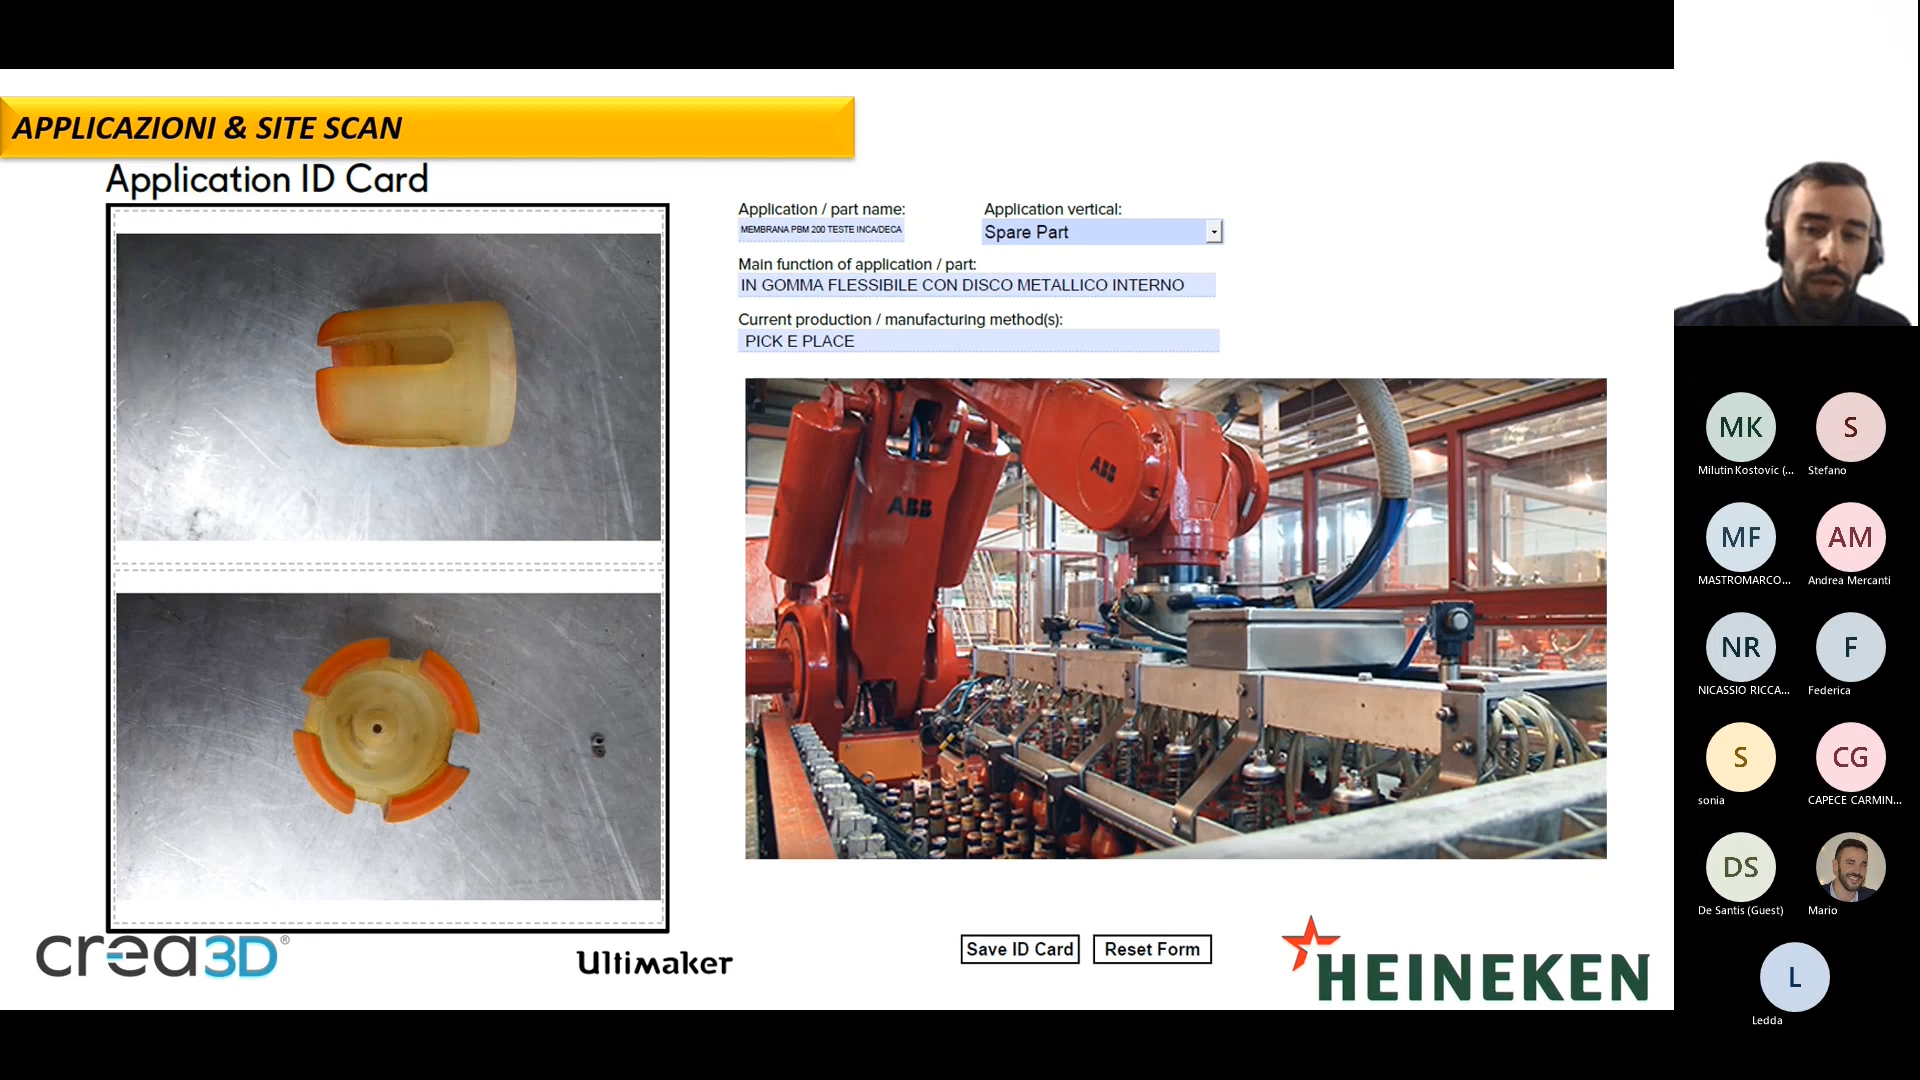 APPLICAZIONI & SITE SCAN
Application ID Card
Application / part name:
MEMBRANA PBM 200 TESTE INCA/DECA
Application vertical:
Spare Part
Main function of application / part:
IN GOMMA FLESSIBILE CON DISCO METALLICO INTERNO
Current production / manufacturing method(s):
PICK E PLACE
ABB
ABB
crea3D®
Ultimaker
Save ID Card
Reset Form
HEINEKEN
MK
Milutin Kostovic (...
S
Stefano
MF
MASTROMARCO...
AM
Andrea Mercanti
NR
NICASSIO RICCA...
F
Federica
S
sonia
CG
CAPECE CARMIN...
DS
De Santis (Guest)
Mario
L
Ledda